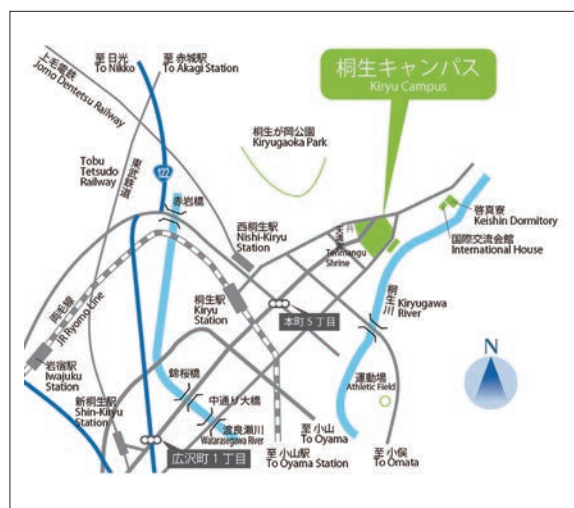 上毛電鉄
Jomo Dentetsu Railway
至 日光
To Nikko
至 赤城駅
To Akagi Station
桐生キャンパス
Kiryu Campus
桐生が岡公園
Kiryugaoka Park
Tobu
Tetsudo
Railway
東武鉄道
122
赤岩橋
西桐生駅
Nishi-Kiryu
Station
天満宮
Tenmangu
Shrine
啓真寮
Keishin Dormitory
国際交流会館
International House
両毛線
JR Ryomo Line
桐生駅
Kiryu
Station
本町5丁目
桐生川
Kiryugawa
River
N
岩宿駅
Iwajuku
Station
新桐生駅
Shin-Kiryu
Station
錦桜橋
中通り大橋
渡良瀬川
Watarasegawa River
運動場
Athletic Field
広沢町1丁目
至 小山
To Oyama
至 小山駅
To Oyama Station
至 小俣
To Omata